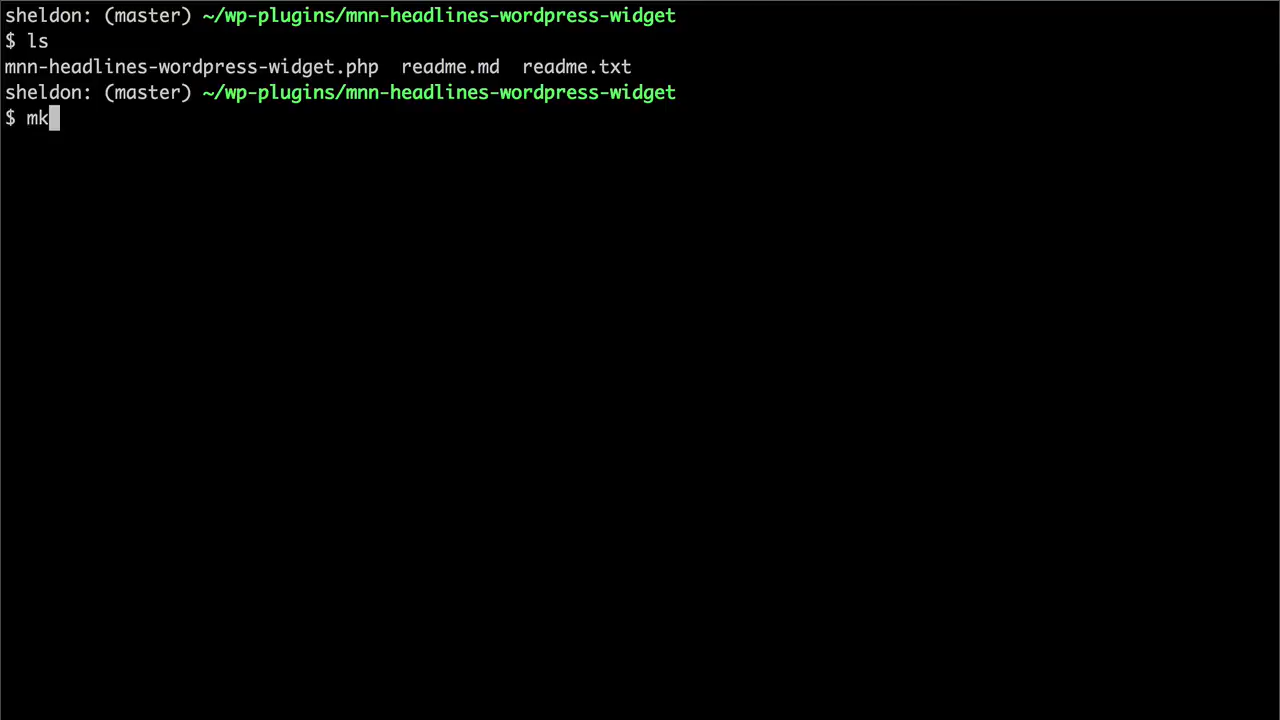 sheldon: (master) ~/wp-plugins/mnn-headlines-wordpress-widget
$ ls
mnn-headlines-wordpress-widget.php  readme.md  readme.txt
sheldon: (master) ~/wp-plugins/mnn-headlines-wordpress-widget
$ mk